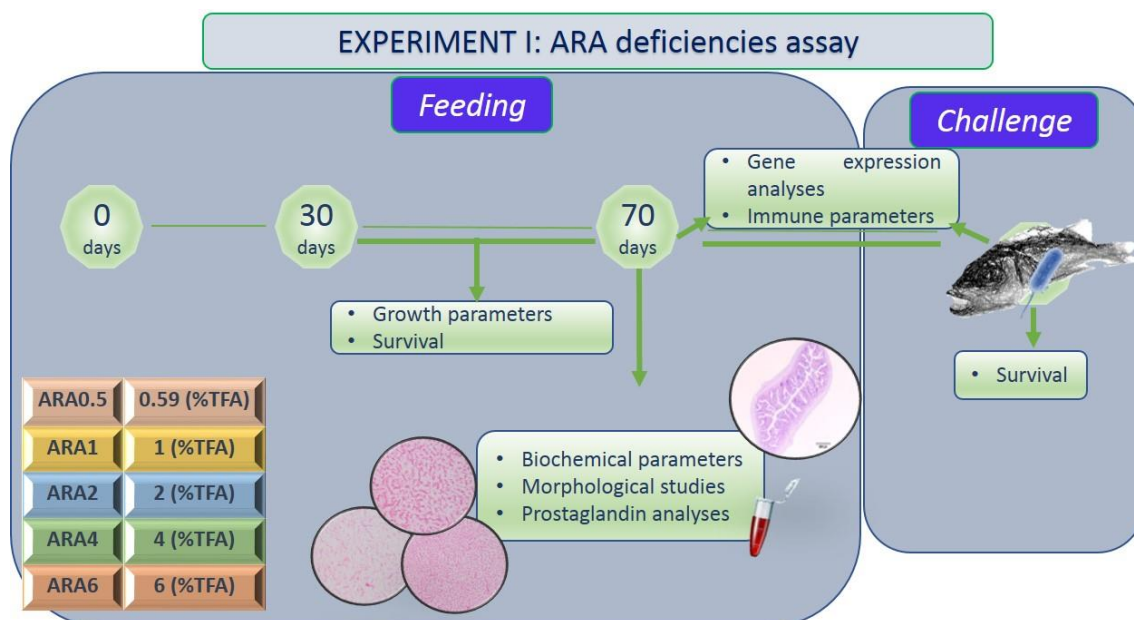 EXPERIMENT I: ARA deficiencies assay
Feeding
Challenge
0
days
30
days
70
days
• Gene expression
analyses
• Immune parameters
• Growth parameters
• Survival
• Survival
ARA0.5 0.59 (%TFA)
ARA1 1 (%TFA)
ARA2 2 (%TFA)
ARA4 4 (%TFA)
ARA6 6 (%TFA)
• Biochemical parameters
• Morphological studies
• Prostaglandin analyses